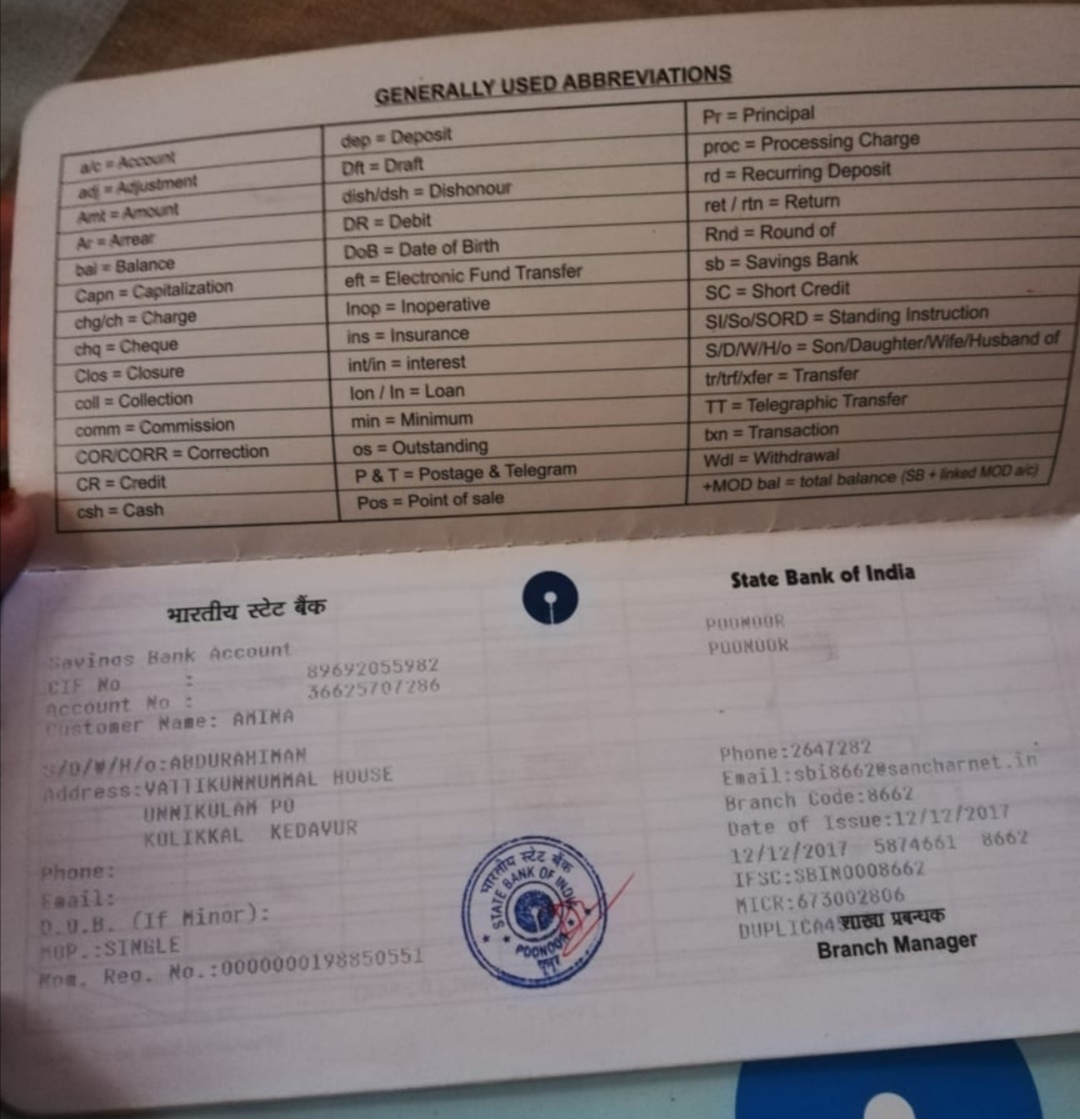 GENERALLY USED ABBREVIATIONS
a/c = Account
adj = Adjustment
Amt = Amount
Ar = Arrear
bal = Balance
Capn = Capitalization
chg/ch = Charge
chq = Cheque
Clos = Closure
coll = Collection
comm = Commission
COR/CORR = Correction
CR = Credit
csh = Cash
dep = Deposit
Dft = Draft
dish/dsh = Dishonour
DR = Debit
DoB = Date of Birth
eft = Electronic Fund Transfer
Inop = Inoperative
ins = Insurance
int/in = interest
lon / ln = Loan
min = Minimum
os = Outstanding
P & T = Postage & Telegram
Pos = Point of sale
Pr = Principal
proc = Processing Charge
rd = Recurring Deposit
ret / rtn = Return
Rnd = Round of
sb = Savings Bank
SC = Short Credit
SI/So/SORD = Standing Instruction
S/D/W/H/o = Son/Daughter/Wife/Husband of
tr/trf/xfer = Transfer
TT = Telegraphic Transfer
txn = Transaction
Wdl = Withdrawal
+MOD bal = total balance (SB + linked MOD a/c)
भारतीय स्टेट बैंक
State Bank of India
Savings Bank Account
CIF No : 89692055982
Account No : 36625707286
Customer Name: AMINA
S/D/W/H/o:ABDURAHIMAN
Address:VATTIKUNNUMMAL HOUSE
UNNIKULAM PO
KOLIKKAL KEDAVUR
Phone:
Email:
D.O.B. (If Minor):
MOP.:SINGLE
Nom. Reg. No.:0000000198850551
POONOOR
POONOOR
Phone:2647282
Email:sbi8662@sancharnet.in
Branch Code:8662
Date of Issue:12/12/2017
12/12/2017 5874661 8662
IFSC:SBIN0008662
MICR:673002806
शाखा प्रबन्धक
Branch Manager
भारतीय स्टेट बैंक
STATE BANK OF INDIA
POONOOR